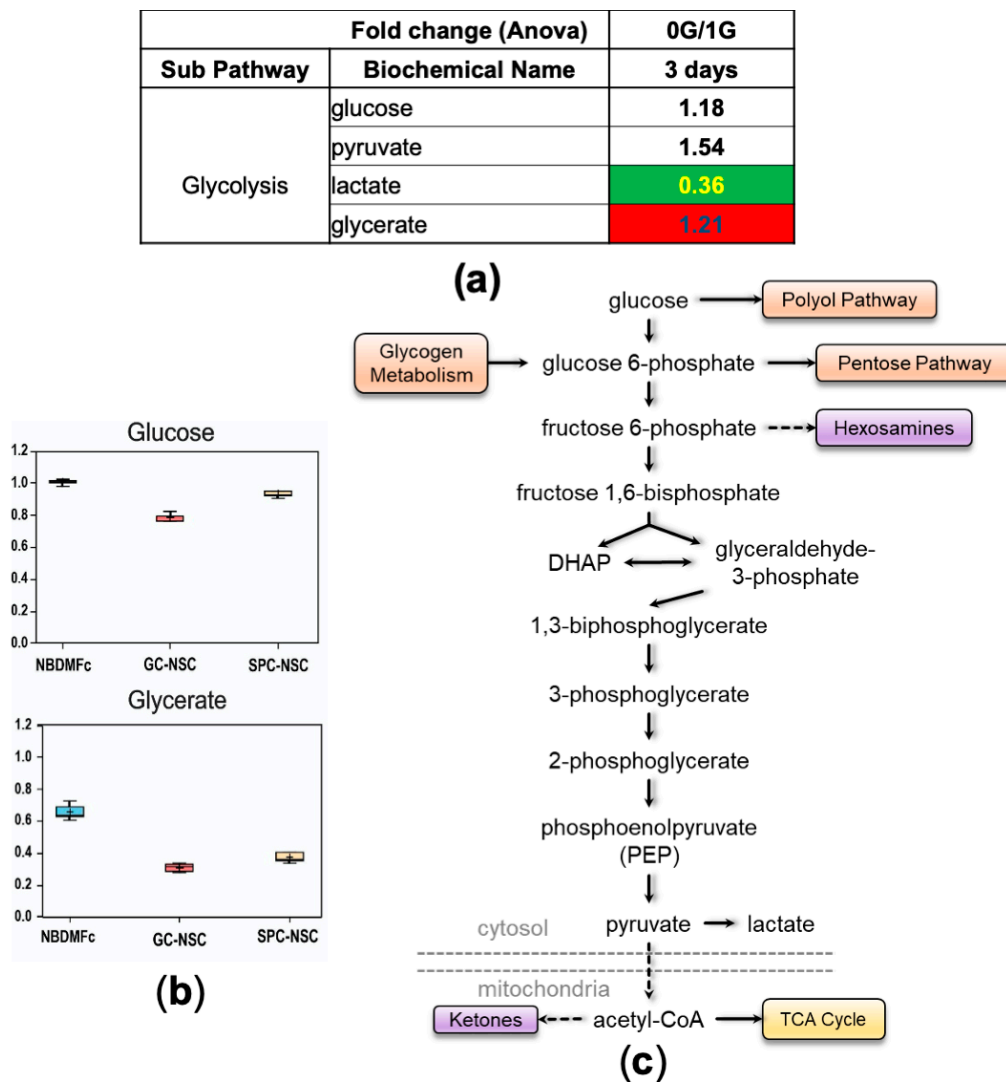 Fold change (Anova) 0G/1G
Sub Pathway Biochemical Name 3 days
Glycolysis
glucose 1.18
pyruvate 1.54
lactate 0.36
glycerate 1.21
(a)
Glucose
1.2
1.0
0.8
0.6
0.4
0.2
0.0
NBDMFc GC-NSC SPC-NSC
Glycerate
1.2
1.0
0.8
0.6
0.4
0.2
0.0
NBDMFc GC-NSC SPC-NSC
(b)
glucose Polyol Pathway
Glycogen
Metabolism
glucose 6-phosphate Pentose Pathway
fructose 6-phosphate Hexosamines
fructose 1,6-bisphosphate
DHAP
glyceraldehyde-
3-phosphate
1,3-biphosphoglycerate
3-phosphoglycerate
2-phosphoglycerate
phosphoenolpyruvate
(PEP)
cytosol pyruvate lactate
mitochondria
Ketones acetyl-CoA TCA Cycle
(c)